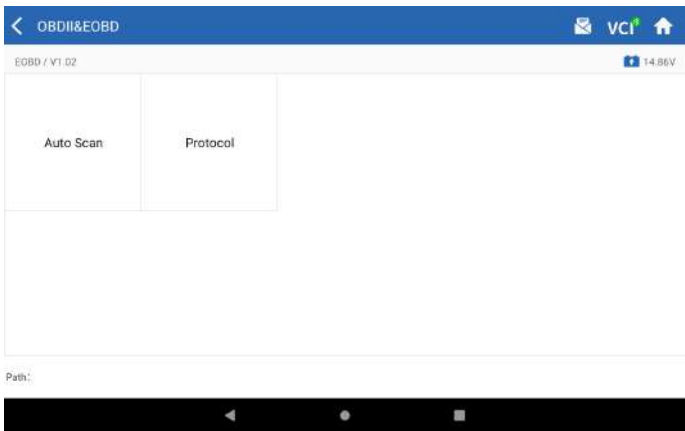 OBDII&EOBD
VCI
EOBD / V1.02
14.86V
Auto Scan
Protocol
Path: